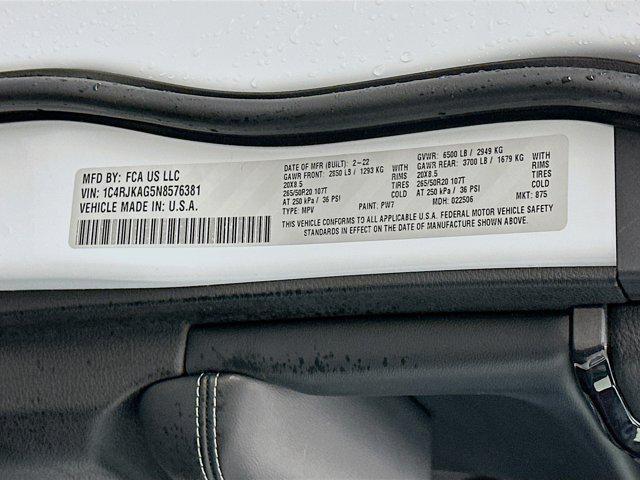 MFD BY: FCA US LLC
VIN: 1C4RJKAG5N8576381
VEHICLE MADE IN: U.S.A.
DATE OF MFR (BUILT): 2-22
GAWR FRONT: 2850 LB / 1293 KG
WITH
20X8.5
RIMS
265/50R20 107T
TIRES
AT 250 kPa / 36 PSI
COLD
TYPE: MPV
PAINT: PW7
GVWR: 6500 LB / 2949 KG
GAWR REAR: 3700 LB / 1679 KG
WITH
20X8.5
RIMS
265/50R20 107T
TIRES
AT 250 kPa / 36 PSI
COLD
MDH: 022506
MKT: 875
THIS VEHICLE CONFORMS TO ALL APPLICABLE U.S.A. FEDERAL MOTOR VEHICLE SAFETY
STANDARDS IN EFFECT ON THE DATE OF MANUFACTURE SHOWN ABOVE.